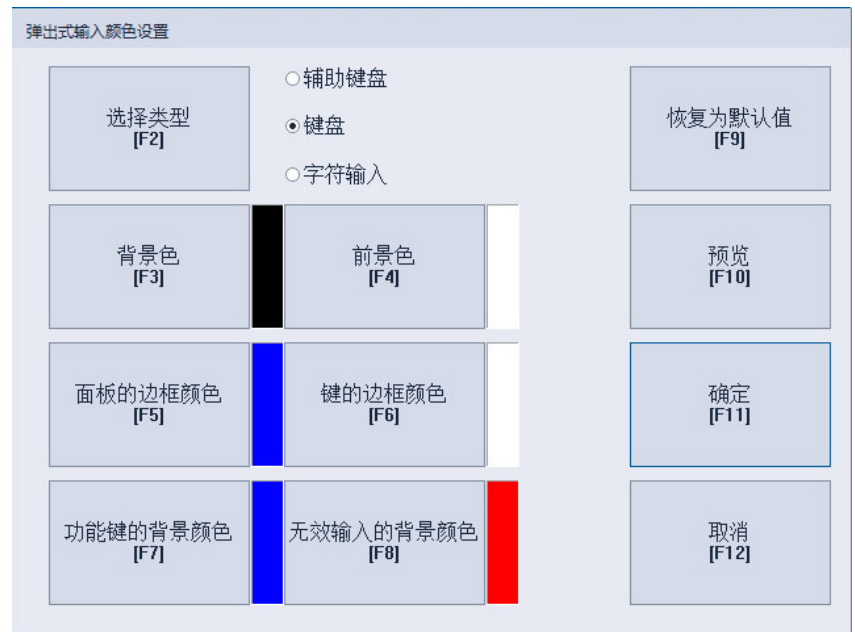 弹出式输入颜色设置
选择类型
[F2]
辅助键盘
键盘
字符输入
恢复为默认值
[F9]
背景色
[F3]
前景色
[F4]
预览
[F10]
面板的边框颜色
[F5]
键的边框颜色
[F6]
确定
[F11]
功能键的背景颜色
[F7]
无效输入的背景颜色
[F8]
取消
[F12]